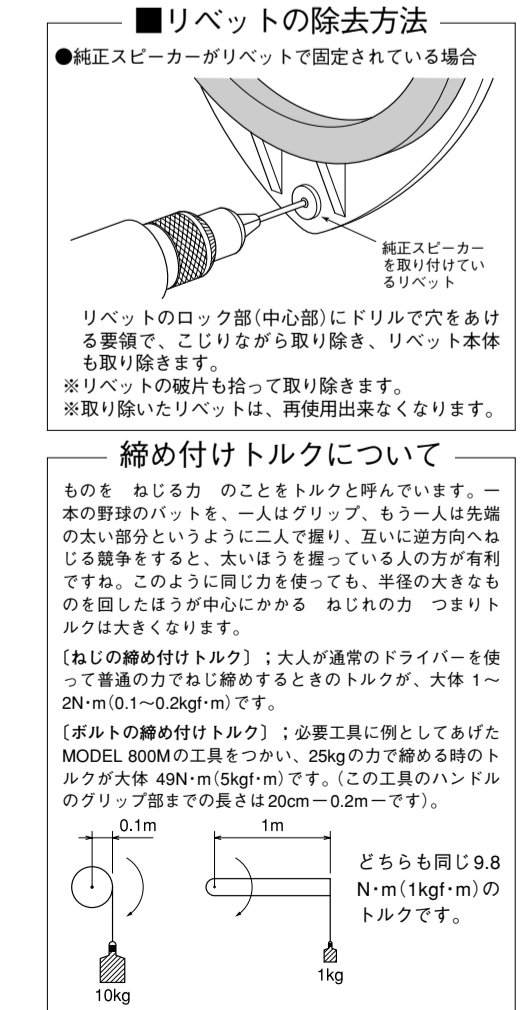 ■リベットの除去方法
●純正スピーカーがリベットで固定されている場合
純正スピーカー
を取り付けてい
るリベット
リベットのロック部(中心部)にドリルで穴をあけ
る要領で、こじりながら取り除き、リベット本体
も取り除きます。
※リベットの破片も拾って取り除きます。
※取り除いたリベットは、再使用出来なくなります。
締め付けトルクについて
ものを　ねじる力　のことをトルクと呼んでいます。一
本の野球のバットを、一人はグリップ、もう一人は先端
の太い部分というように二人で握り、互いに逆方向へね
じる競争をすると、太いほうを握っている人の方が有利
ですね。このように同じ力を使っても、半径の大きなも
のを回したほうが中心にかかる　ねじれの力　つまりト
ルクは大きくなります。
〔ねじの締め付けトルク〕；大人が通常のドライバーを使
って普通の力でねじ締めするときのトルクが、大体 1〜
2N・m(0.1〜0.2kgf・m)です。
〔ボルトの締め付けトルク〕；必要工具に例としてあげた
MODEL 800Mの工具をつかい、25kgの力で締める時のト
ルクが大体 49N・m(5kgf・m)です。(この工具のハンドル
のグリップ部までの長さは20cm－0.2m－です)。
0.1m
1m
どちらも同じ9.8
N・m(1kgf・m)の
トルクです。
10kg
1kg